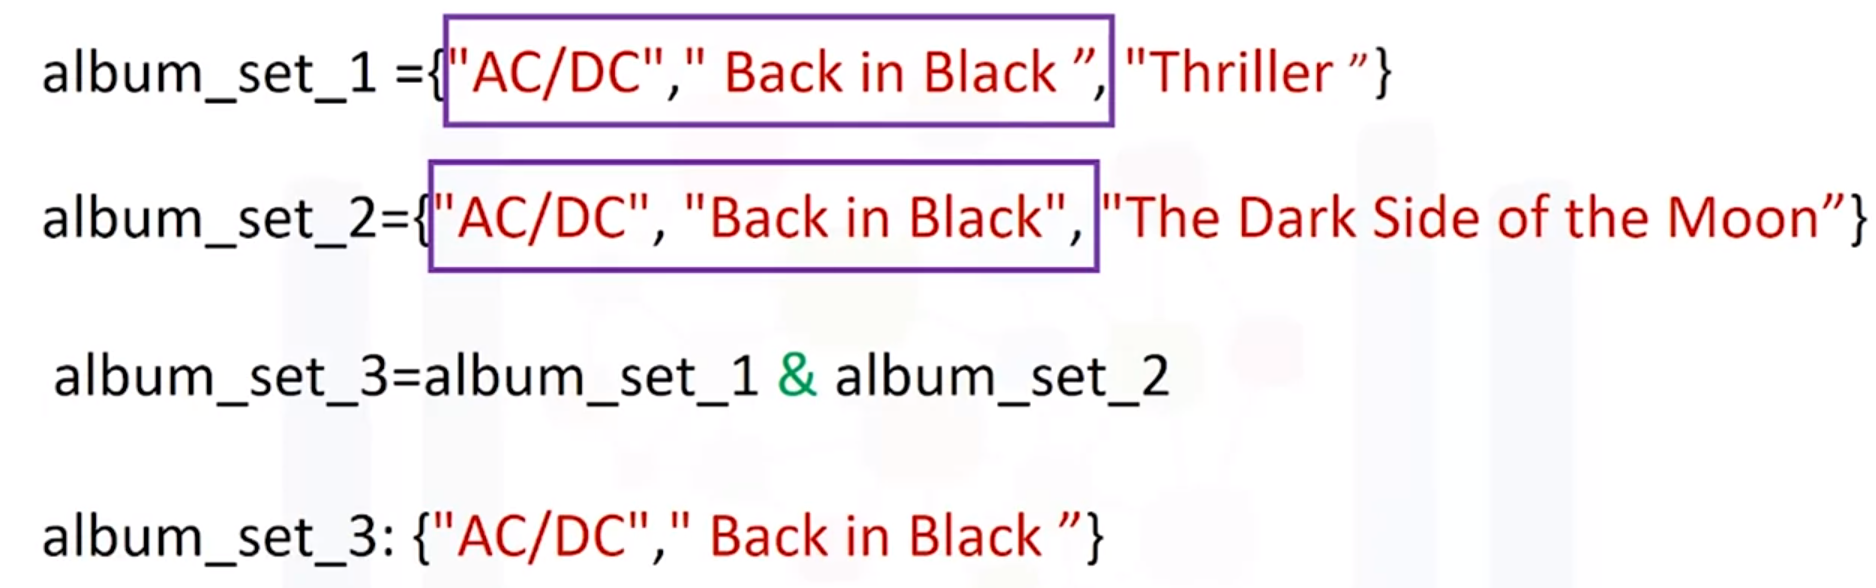 album_set_1 ={"AC/DC"," Back in Black ”, "Thriller ”}
album_set_2={"AC/DC", "Back in Black", "The Dark Side of the Moon”}
album_set_3=album_set_1 & album_set_2
album_set_3: {"AC/DC"," Back in Black ”}